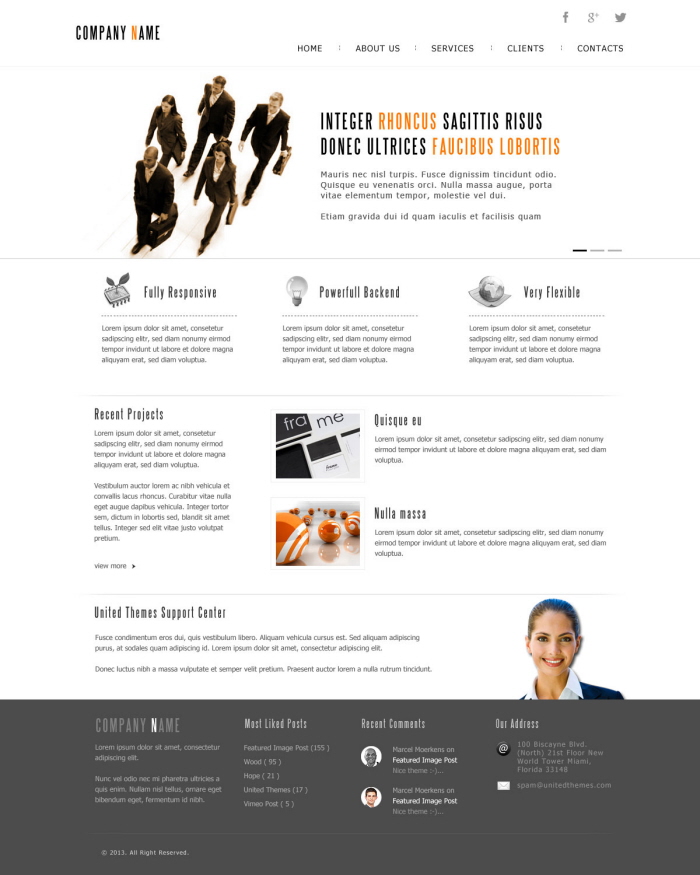 COMPANY NAME
HOME
ABOUT US
SERVICES
CLIENTS
CONTACTS
INTEGER RHONCUS SAGITTIS RISUS
DONEC ULTRICES FAUCIBUS LOBORTIS
Mauris nec nisl turpis. Fusce dignissim tincidunt odio.
Quisque eu venenatis orci. Nulla massa augue, porta
vitae elementum tempor, molestie vel dui.
Etiam gravida dui id quam iaculis et facilisis quam
Fully Responsive
Lorem ipsum dolor sit amet, consetetur
sadipscing elitr, sed diam nonumy eirmod
tempor invidunt ut labore et dolore magna
aliquyam erat, sed diam voluptua.
Powerfull Backend
Lorem ipsum dolor sit amet, consetetur
sadipscing elitr, sed diam nonumy eirmod
tempor invidunt ut labore et dolore magna
aliquyam erat, sed diam voluptua.
Very Flexible
Lorem ipsum dolor sit amet, consetetur
sadipscing elitr, sed diam nonumy eirmod
tempor invidunt ut labore et dolore magna
aliquyam erat, sed diam voluptua.
Recent Projects
Lorem ipsum dolor sit amet, consetetur
sadipscing elitr, sed diam nonumy eirmod
tempor invidunt ut labore et dolore magna
aliquyam erat, sed diam voluptua.
Vestibulum auctor lorem ac nibh vehicula et
convallis lacus rhoncus. Curabitur vitae nulla
eget augue dapibus vehicula. Integer tortor
sem, dictum in lobortis sed, blandit sit amet
tellus. Integer sed elit vitae justo volutpat
pretium.
view more
frame
Quisque eu
Lorem ipsum dolor sit amet, consetetur sadipscing elitr, sed diam nonumy
eirmod tempor invidunt ut labore et dolore magna aliquyam erat, sed diam
voluptua.
Nulla massa
Lorem ipsum dolor sit amet, consetetur sadipscing elitr, sed diam nonumy
eirmod tempor invidunt ut labore et dolore magna aliquyam erat, sed diam
voluptua.
United Themes Support Center
Fusce condimentum eros dui, quis vestibulum libero. Aliquam vehicula cursus est. Sed aliquam adipiscing
purus, at sodales quam adipiscing id. Lorem ipsum dolor sit amet, consectetur adipiscing elit.
Donec luctus nibh a massa vulputate et semper velit pretium. Praesent auctor lorem a nulla rutrum tincidunt.
COMPANY NAME
Lorem ipsum dolor sit amet, consectetur
adipiscing elit.
Nunc vel odio nec mi pharetra ultricies a
quis enim. Nullam nisl tellus, ornare eget
bibendum eget, fermentum id nibh.
Most Liked Posts
Featured Image Post (155 )
Wood ( 95 )
Hope ( 21 )
United Themes (17 )
Vimeo Post ( 5 )
Recent Comments
Marcel Moerkens on
Featured Image Post
Nice theme :-)...
Marcel Moerkens on
Featured Image Post
Nice theme :-)...
Our Address
100 Biscayne Blvd.
(North) 21st Floor New
World Tower Miami,
Florida 33148
spam@unitedthemes.com
© 2013. All Right Reserved.